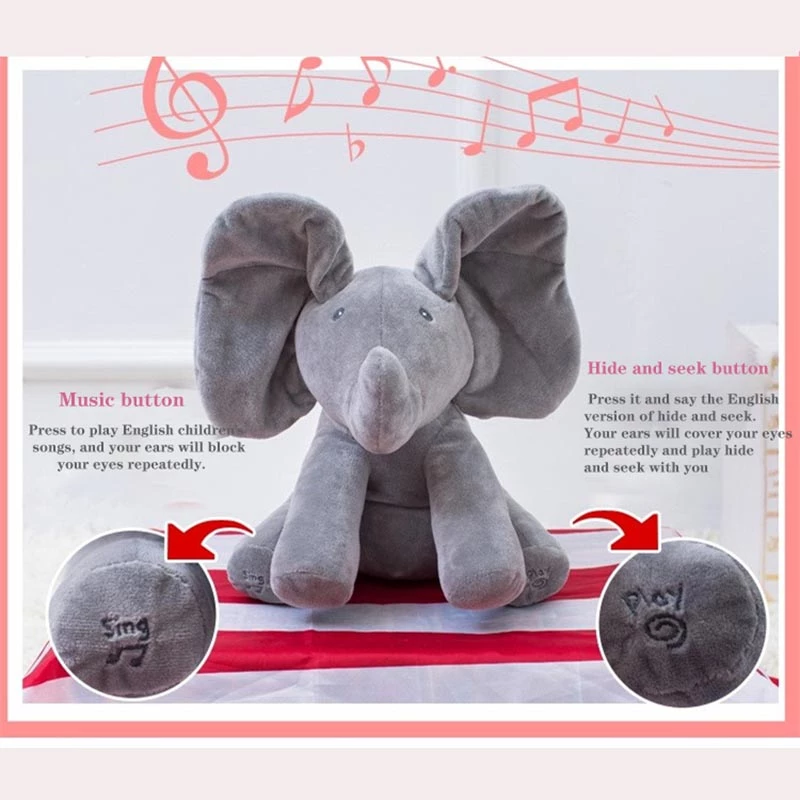 Music button
Press to play English children's
songs, and your ears will block
your eyes repeatedly.
Hide and seek button
Press it and say the English
version of hide and seek.
Your ears will cover your eyes
repeatedly and play hide
and seek with you
Sing
Play
Sing
Play